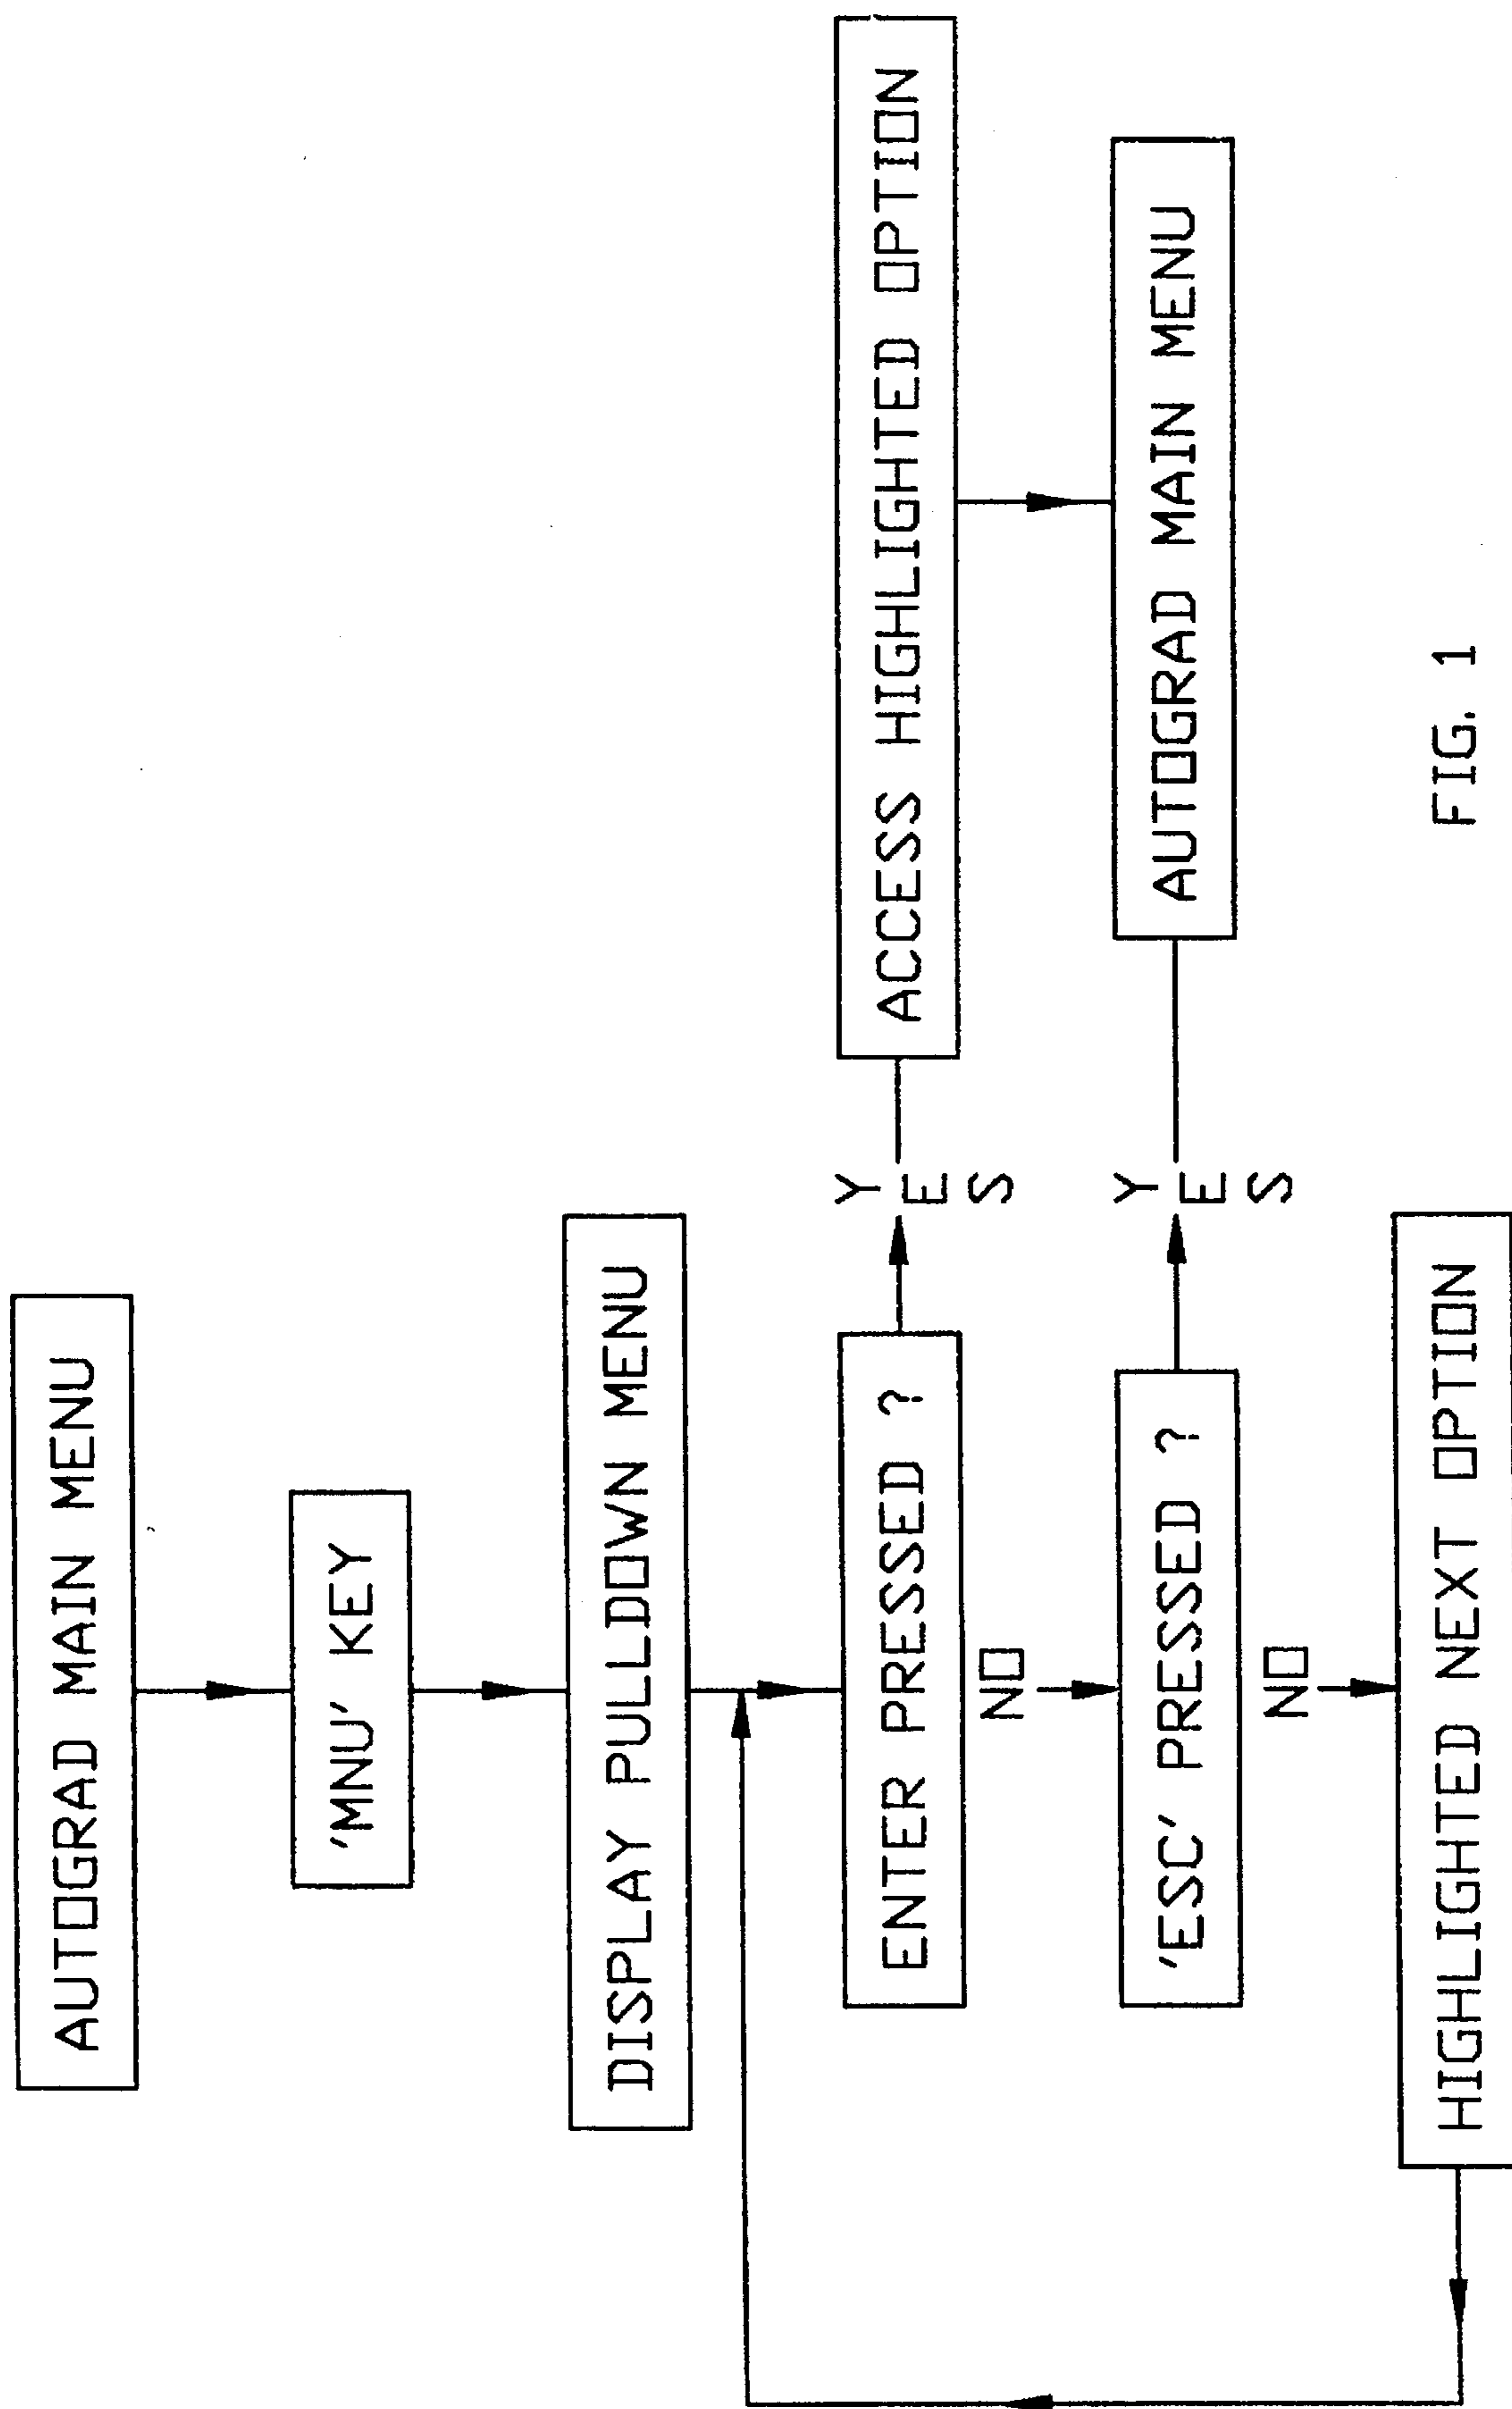 AUTOGRAD MAIN MENU
'MNU' KEY
DISPLAY PULLDOWN MENU
ENTER PRESSED ?
YES
ACCESS HIGHLIGHTED OPTION
NO
'ESC' PRESSED ?
YES
AUTOGRAD MAIN MENU
NO
HIGHLIGHTED NEXT OPTION
FIG. 1